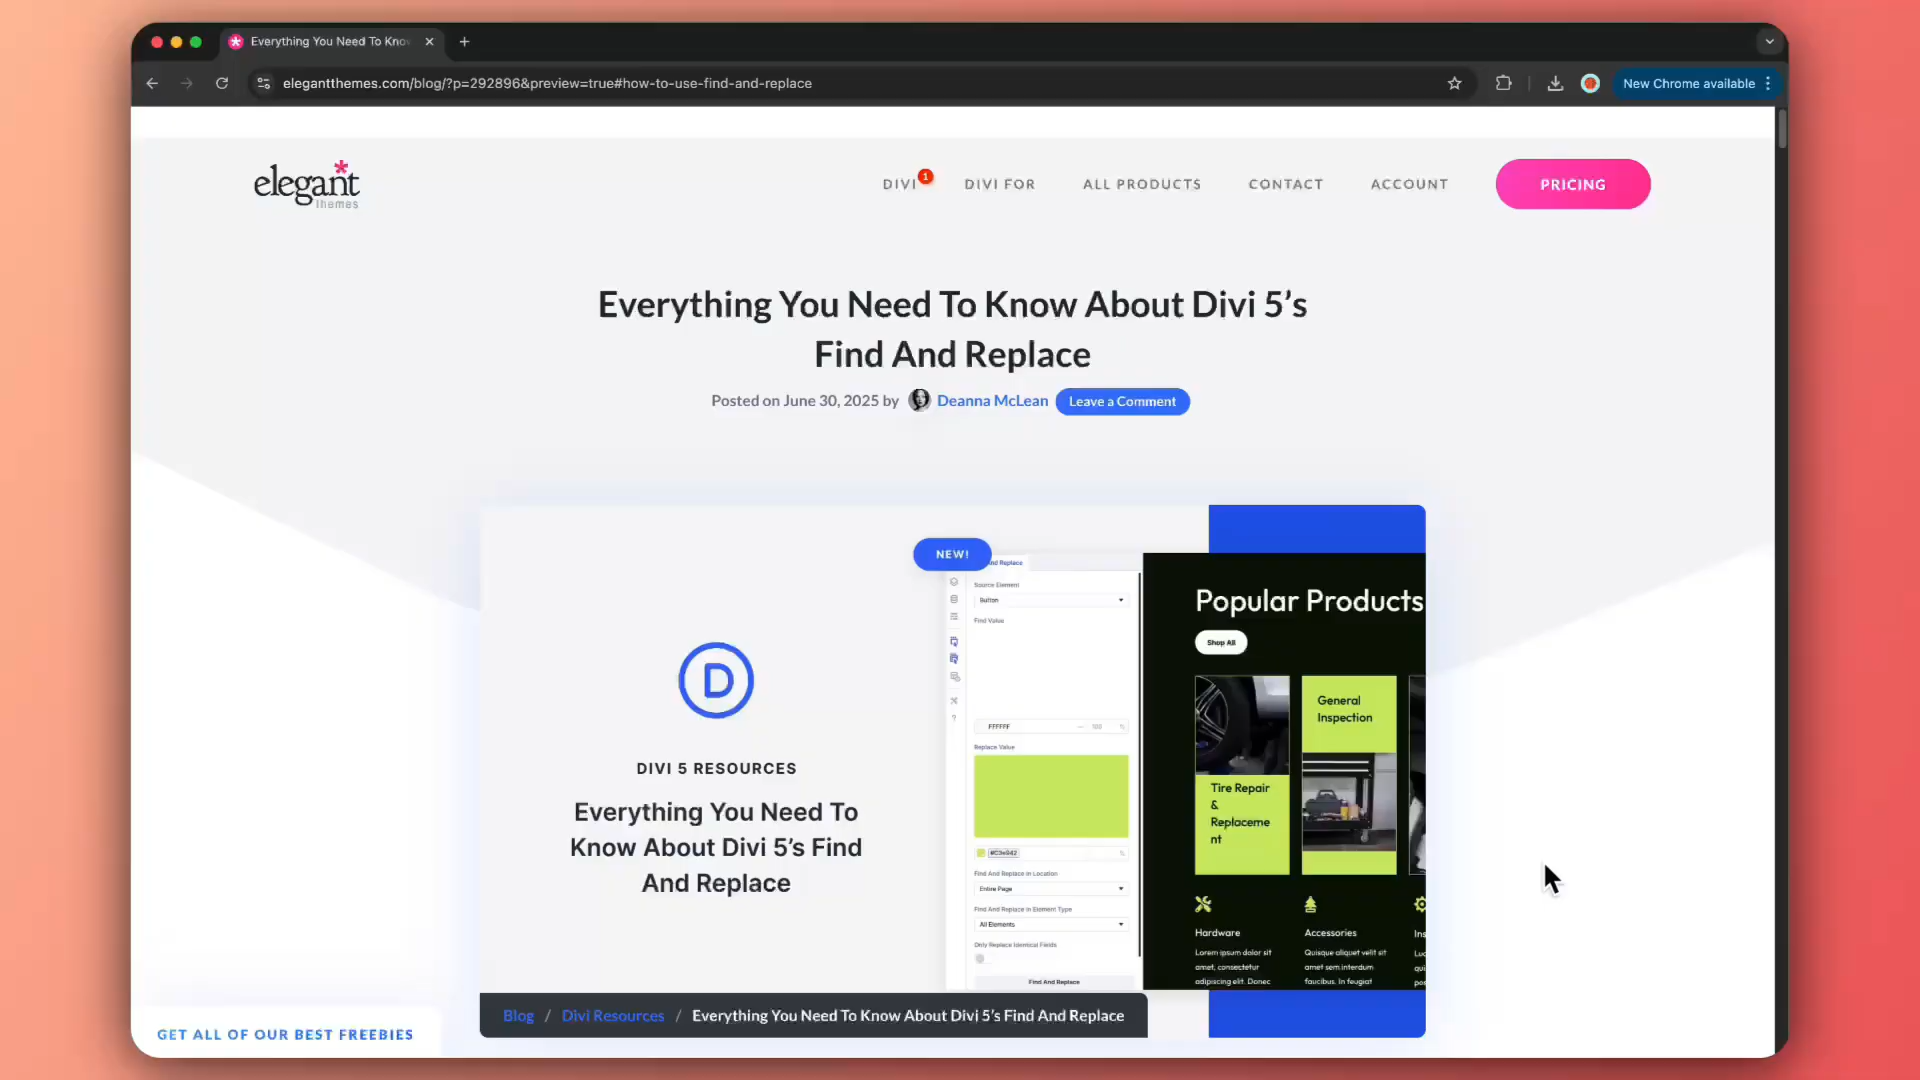 Everything You Need To Kno
elegantthemes.com/blog/?p=292896&preview=true#how-to-use-find-and-replace
New Chrome available
elegant themes
DIVI 1
DIVI FOR
ALL PRODUCTS
CONTACT
ACCOUNT
PRICING
Everything You Need To Know About Divi 5’s
Find And Replace
Posted on June 30, 2025 by Deanna McLean Leave a Comment
NEW!
nd Replace
Source Element
Button
Find Value
FFFFFF
100
%
Replace Value
#C3e942
Find And Replace in Location
Entire Page
Find And Replace in Element Type
All Elements
Only Replace Identical Fields
Find And Replace
D
DIVI 5 RESOURCES
Everything You Need To
Know About Divi 5’s Find
And Replace
Popular Products
Shop All
General
Inspection
Tire Repair
&
Replaceme
nt
Hardware
Lorem ipsum dolor sit
amet, consectetur
adipiscing elit. Donec
Accessories
Quisque aliquet velit sit
amet sem interdum
faucibus. In feugiat
Ins
Luc
qui
pos
Blog / Divi Resources / Everything You Need To Know About Divi 5’s Find And Replace
GET ALL OF OUR BEST FREEBIES